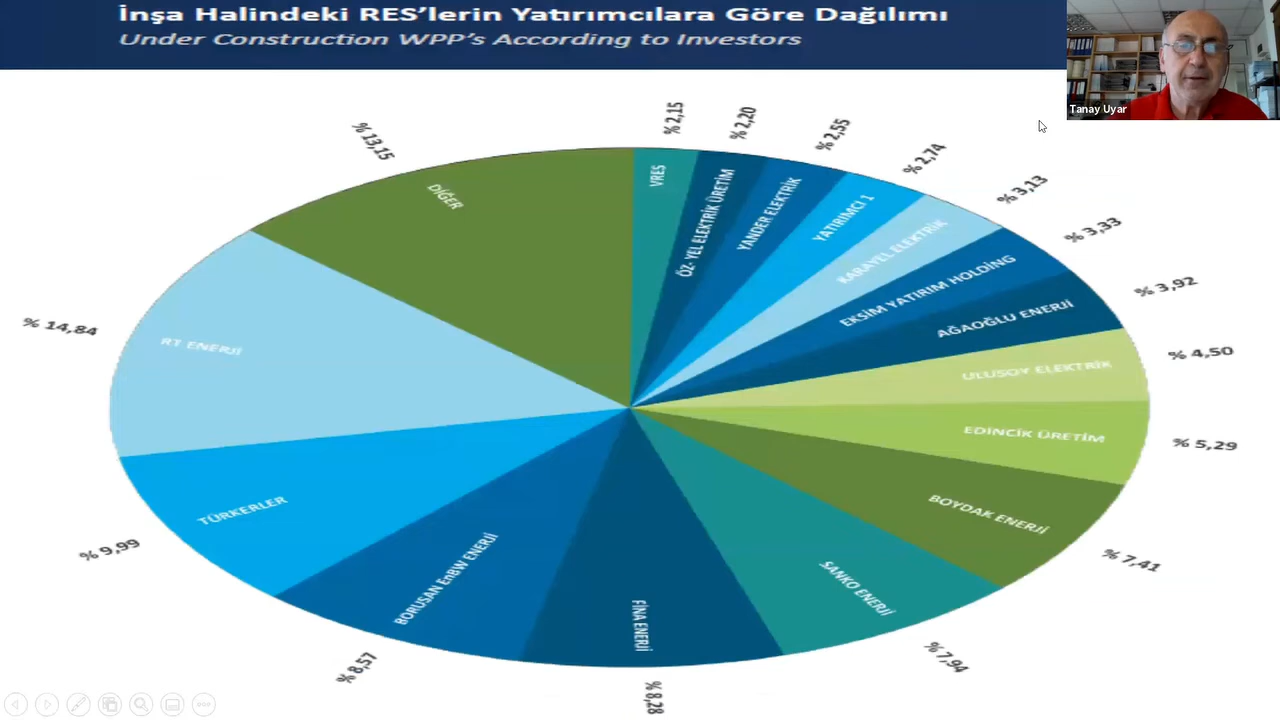 İnşa Halindeki RES’lerin Yatırımcılara Göre Dağılımı
Under Construction WPP’s According to Investors
Tanay Uyar
% 2,15
% 2,20
% 2,55
% 2,74
% 3,13
% 3,33
% 3,92
% 4,50
% 5,29
% 7,41
% 7,94
% 8,28
% 8,57
% 9,99
% 14,84
% 13,15
VRES
ÖZ- YEL ELEKTRİK ÜRETİM
YANDER ELEKTRİK
YATIRIMCI 1
KARAYEL ELEKTRİK
EKSİM YATIRIM HOLDİNG
AĞAOĞLU ENERJİ
ULUSOY ELEKTRİK
EDİNCİK ÜRETİM
BOYDAK ENERJİ
SANKO ENERJİ
FİNA ENERJİ
BORUSAN EnBW ENERJİ
TÜRKERLER
RT ENERJİ
DİĞER